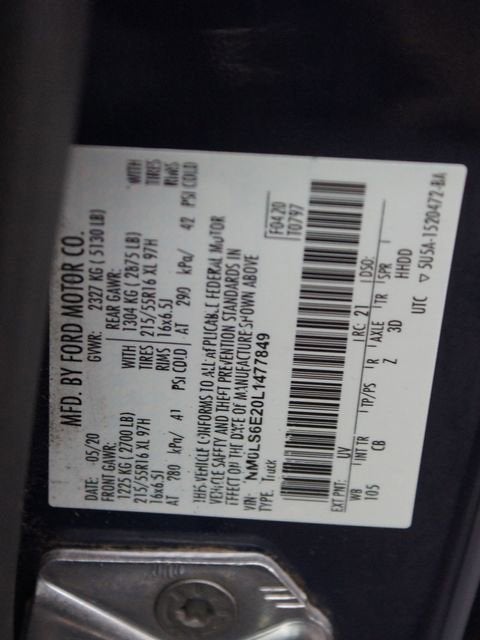 MFD. BY FORD MOTOR CO.
DATE: 05/20 GVWR: 2327 KG ( 5130 LB)
FRONT GAWR: REAR GAWR:
1225 KG ( 2700 LB) WITH 1304 KG ( 2875 LB) WITH
215/55R16 XL 97H TIRES 215/55R16 XL 97H TIRES
16x6.5J RIMS 16x6.5J RIMS
AT 280 kPa/ 41 PSI COLD AT 290 kPa/ 42 PSI COLD
THIS VEHICLE CONFORMS TO ALL APPLICABLE FEDERAL MOTOR
VEHICLE SAFETY AND THEFT PREVENTION STANDARDS IN
EFFECT ON THE DATE OF MANUFACTURE SHOWN ABOVE
VIN: NM0LS6E20L1477849 F0420
TYPE: Truck T0797
EXT PNT: UV RC: 21 DSO:
WB INT TR TP/PS R AXLE TR SPR
105 CB Z 3D HHDD
UTC ▽ 5U5A-1520472-BA